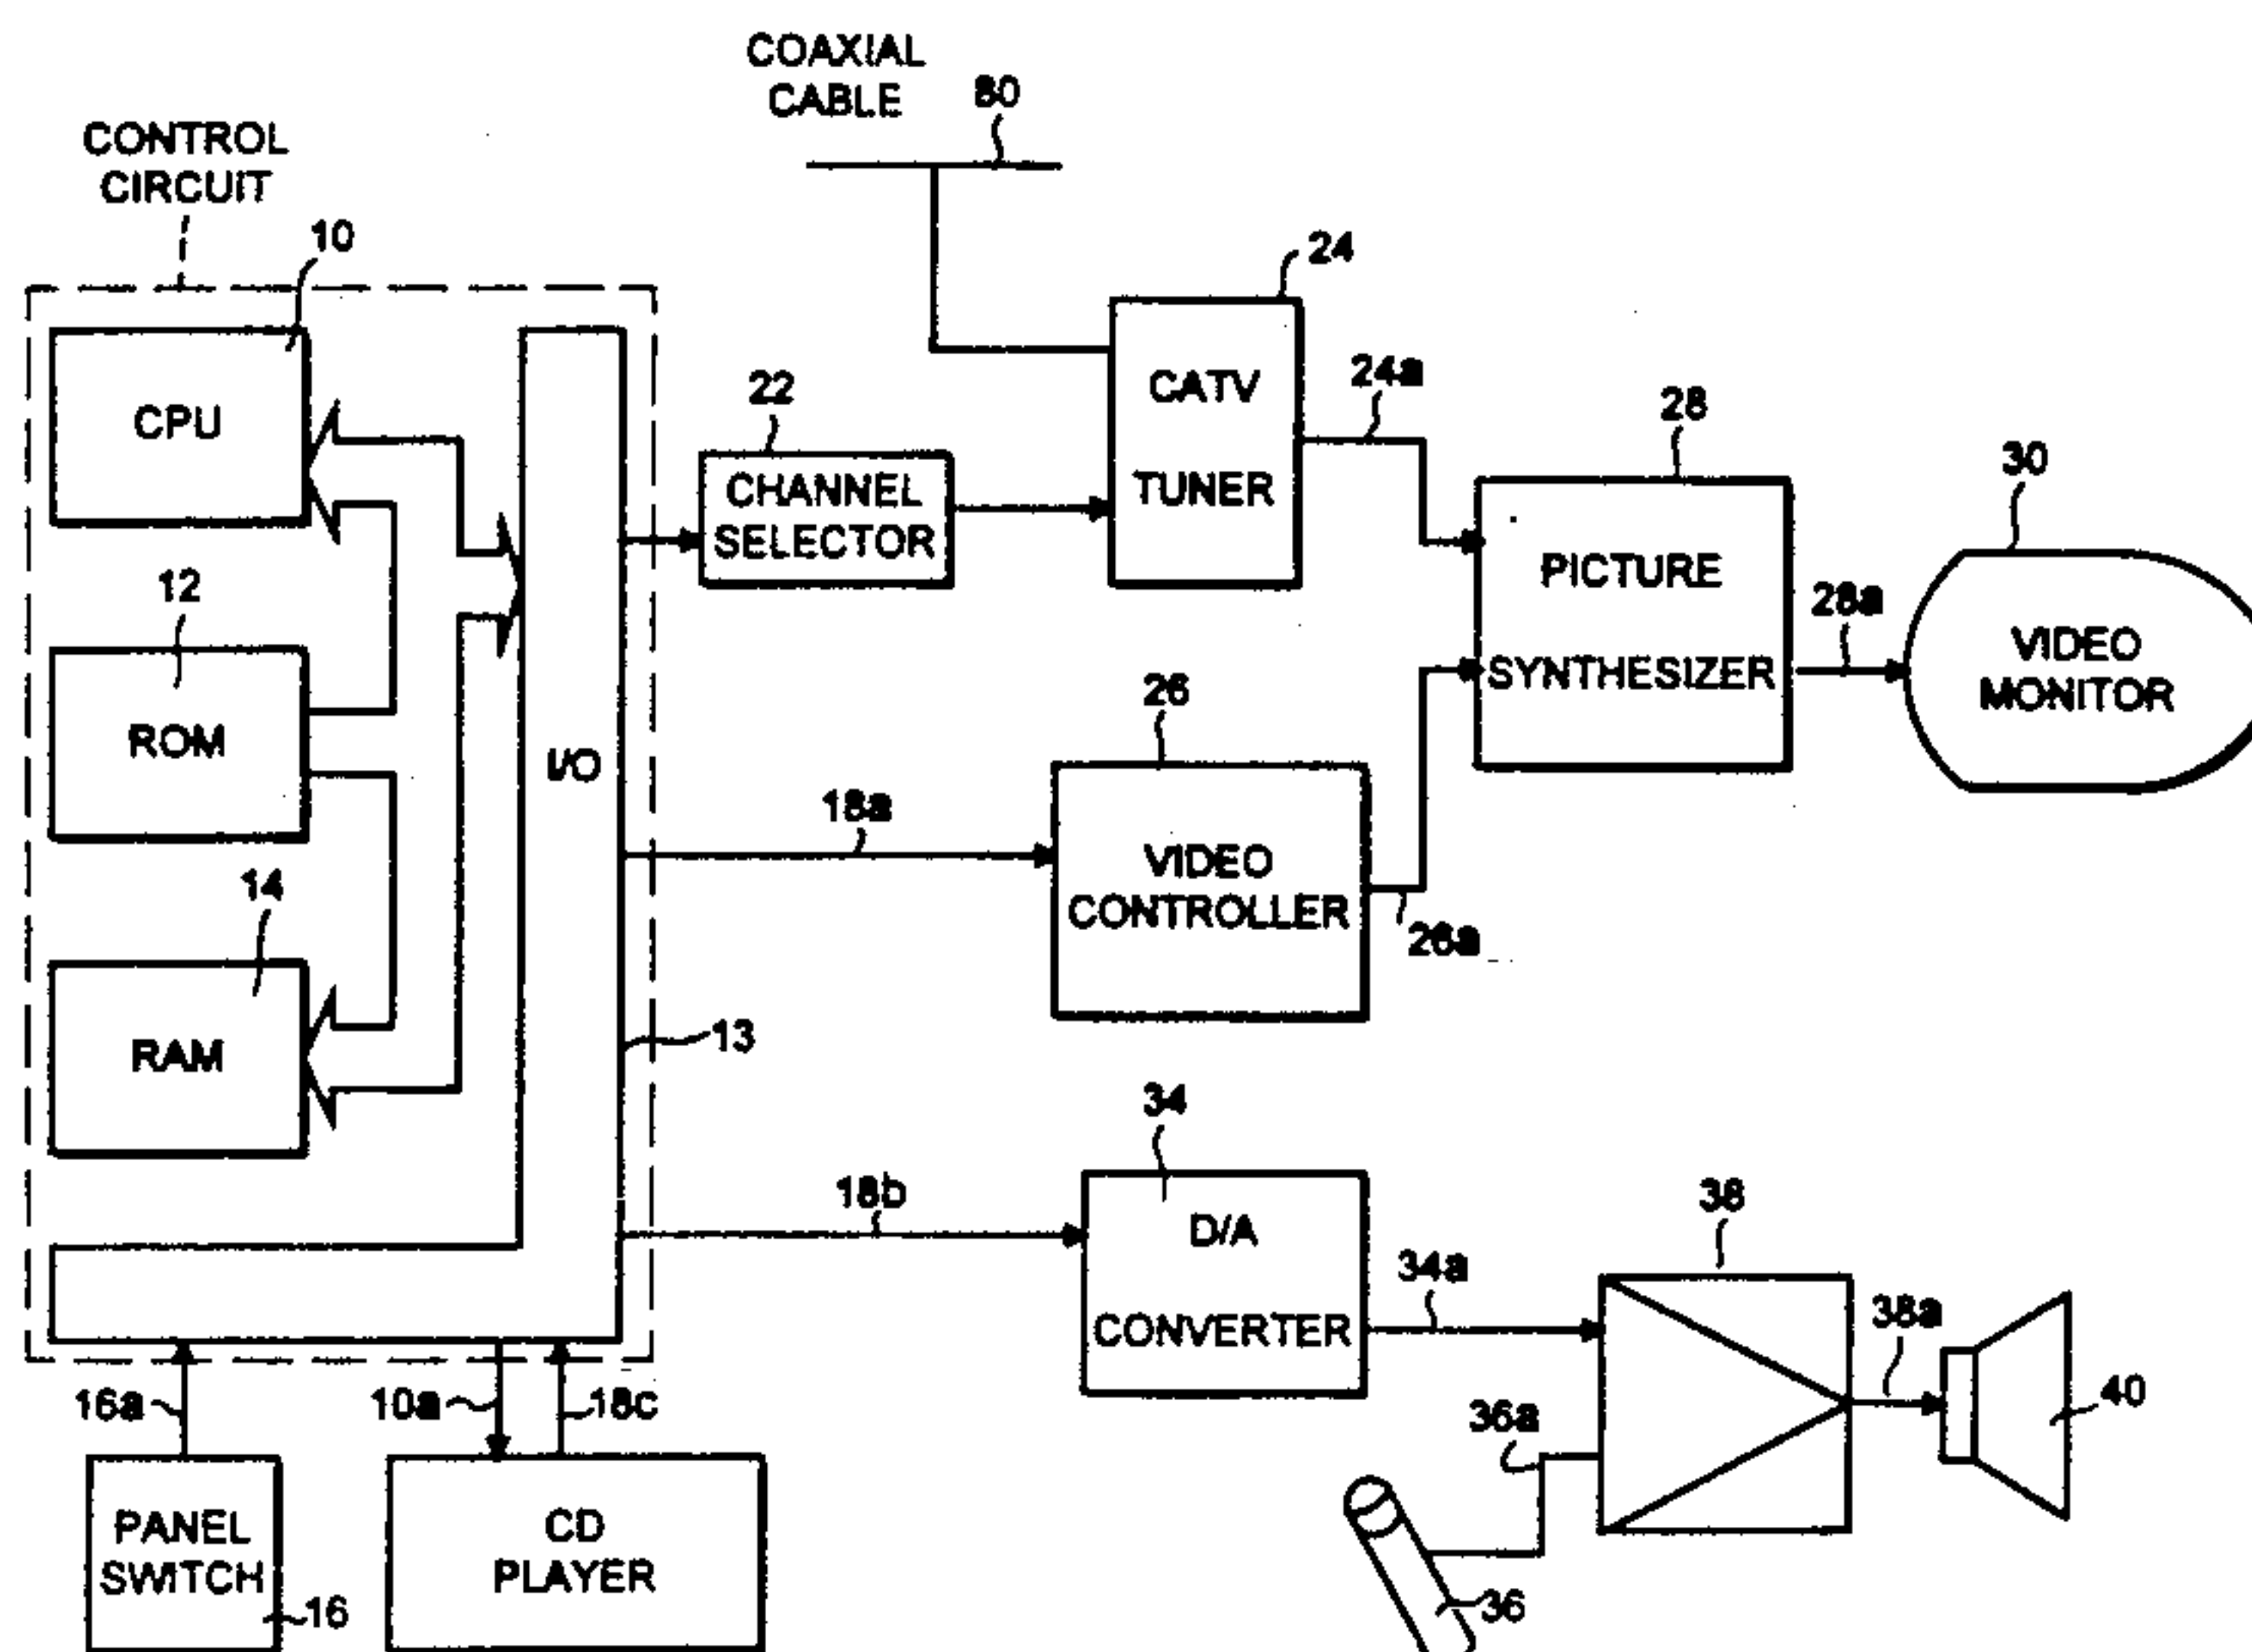 COAXIAL
CABLE
80
CONTROL
CIRCUIT
10
24
CPU
22
CATV
TUNER
24a
28
30
CHANNEL
SELECTOR
PICTURE
SYNTHESIZER
28a
VIDEO
MONITOR
12
ROM
I/O
26
18a
VIDEO
CONTROLLER
26a
14
RAM
13
34
18b
D/A
CONVERTER
34a
38
38a
40
16a
10a
18c
36a
PANEL
SWITCH
16
CD
PLAYER
36